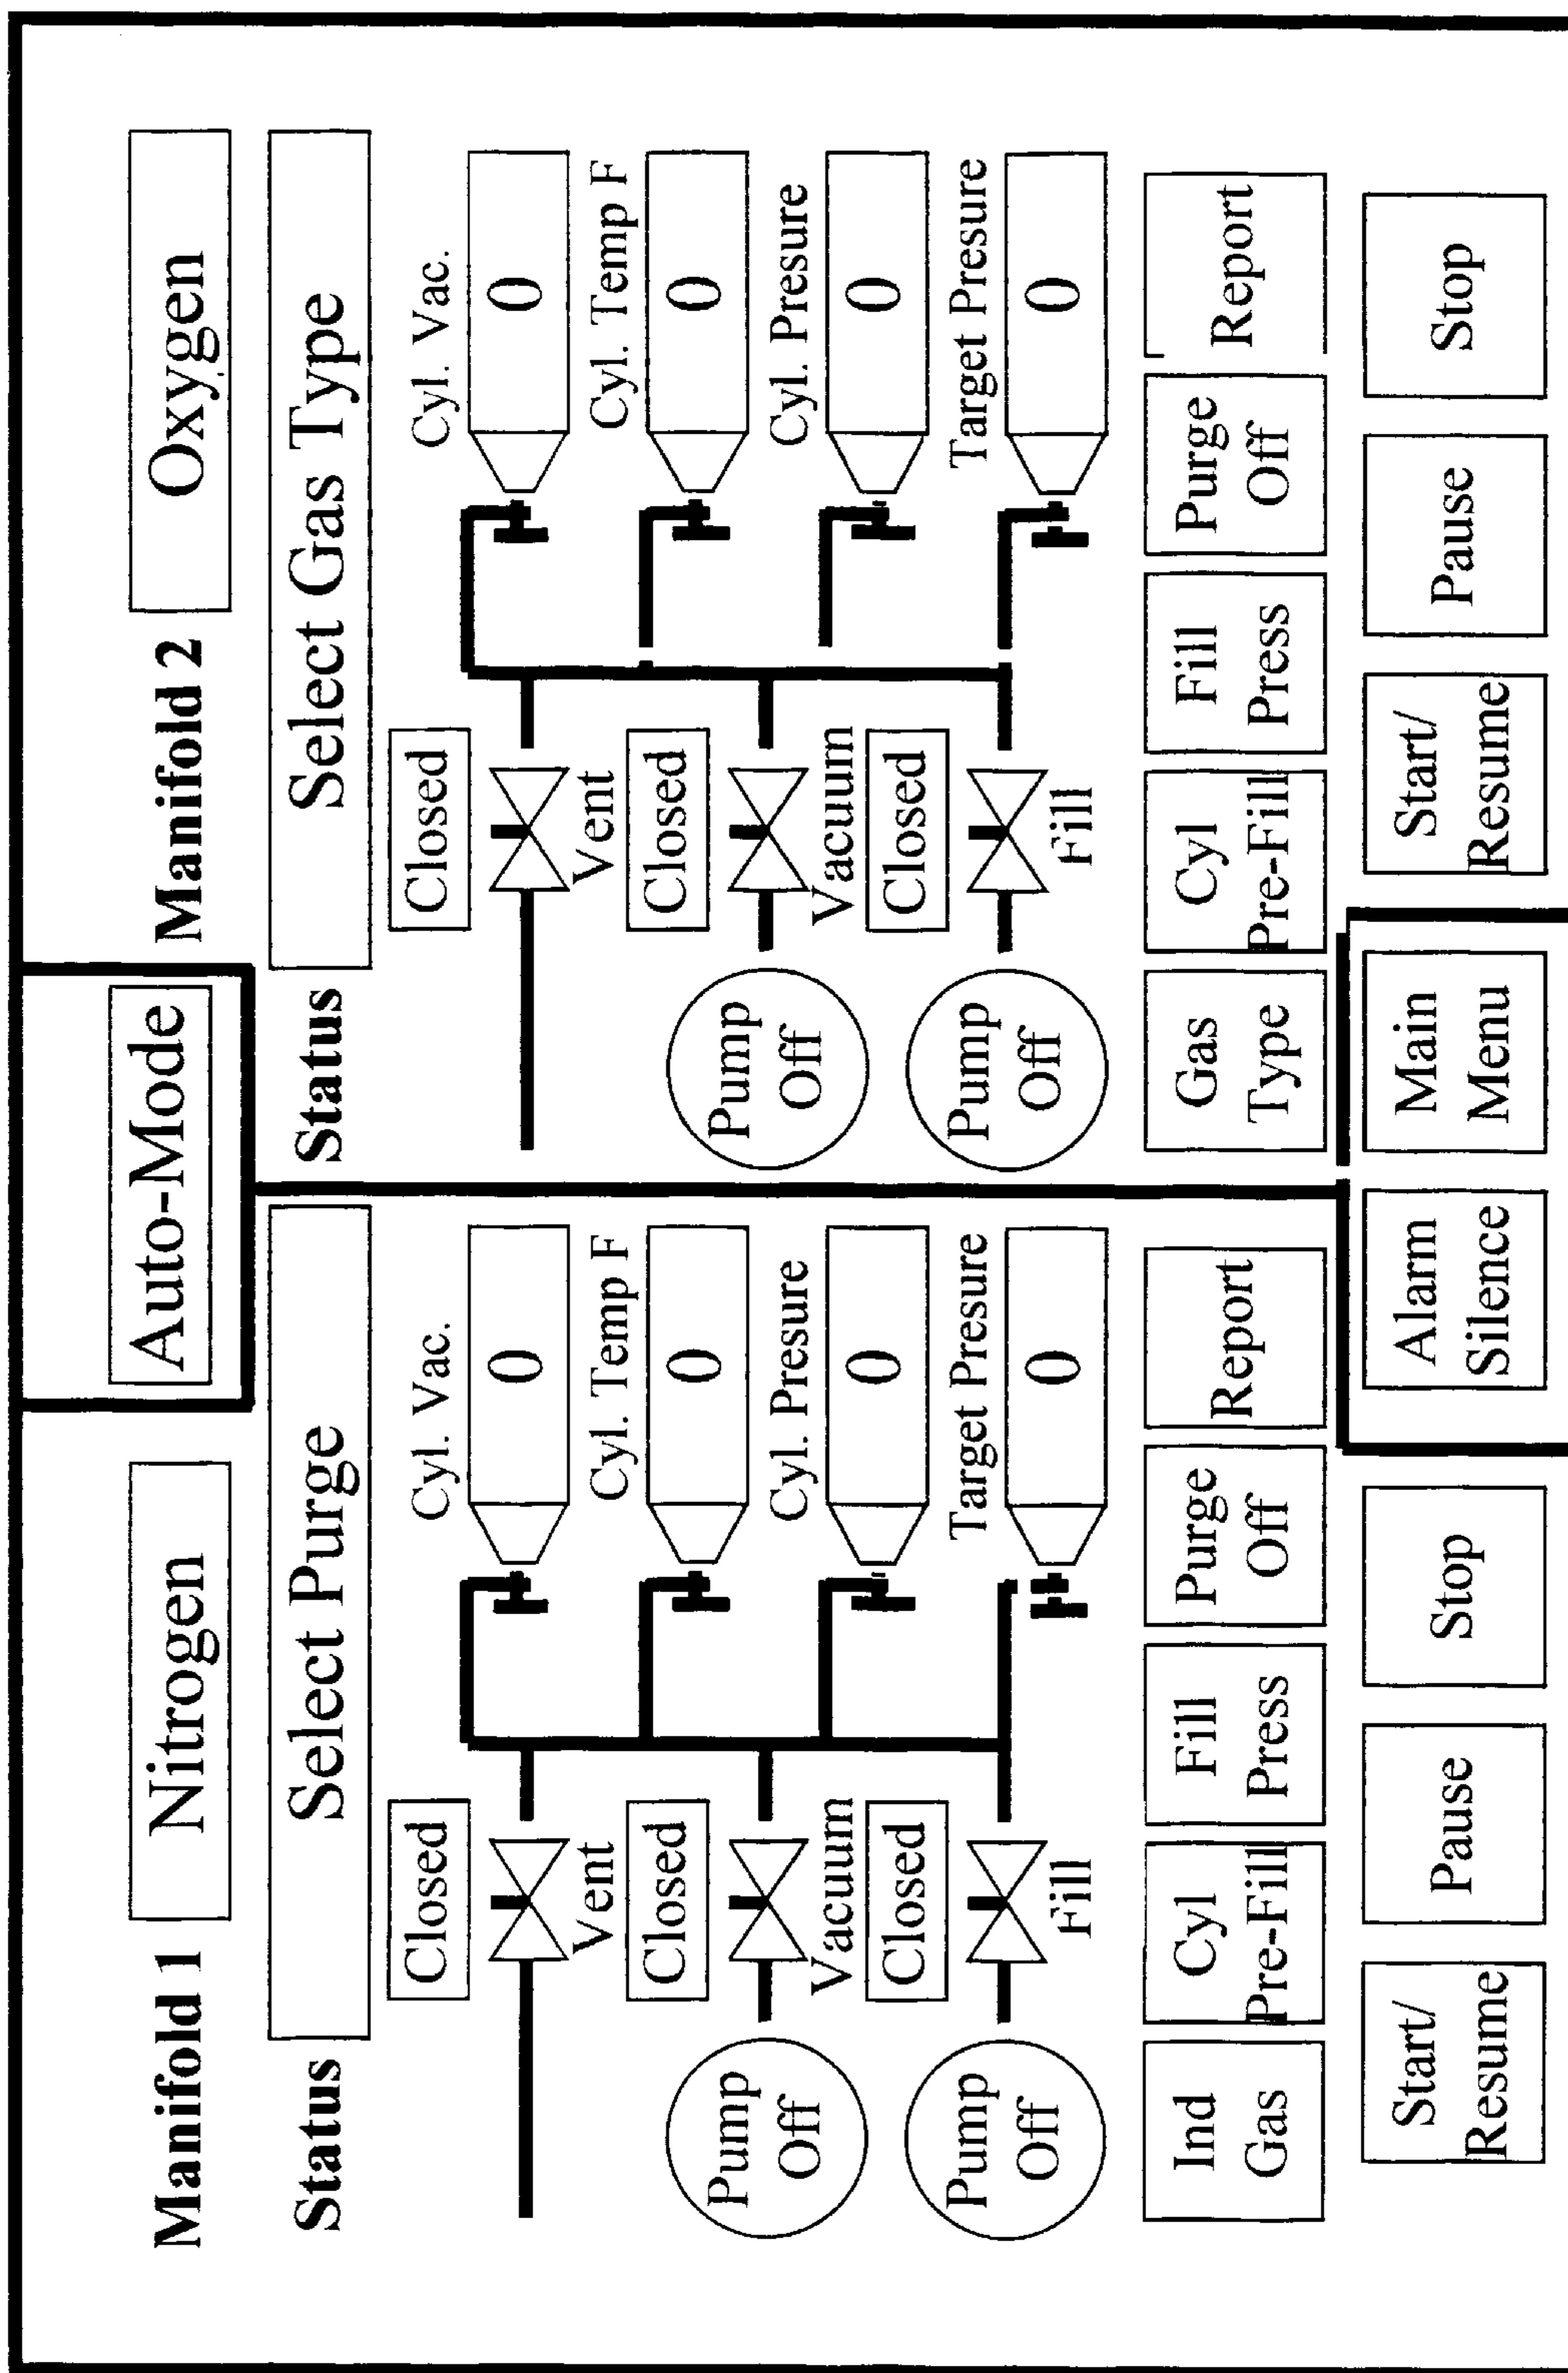 Auto-Mode
Manifold 1
Nitrogen
Status
Select Purge
Closed
Vent
Closed
Vacuum
Closed
Fill
Pump
Off
Pump
Off
Cyl. Vac.
0
Cyl. Temp F
0
Cyl. Presure
0
Target Presure
0
Ind
Gas
Cyl
Pre-Fill
Fill
Press
Purge
Off
Report
Start/
Resume
Pause
Stop
Manifold 2
Oxygen
Status
Select Gas Type
Closed
Vent
Closed
Vacuum
Closed
Fill
Pump
Off
Pump
Off
Cyl. Vac.
0
Cyl. Temp F
0
Cyl. Presure
0
Target Presure
0
Gas
Type
Cyl
Pre-Fill
Fill
Press
Purge
Off
Report
Alarm
Silence
Main
Menu
Start/
Resume
Pause
Stop